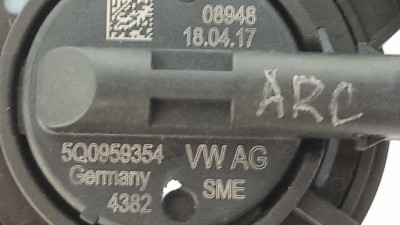 08948
18.04.17
ARC
5Q0959354 VW AG
Germany SME
4382